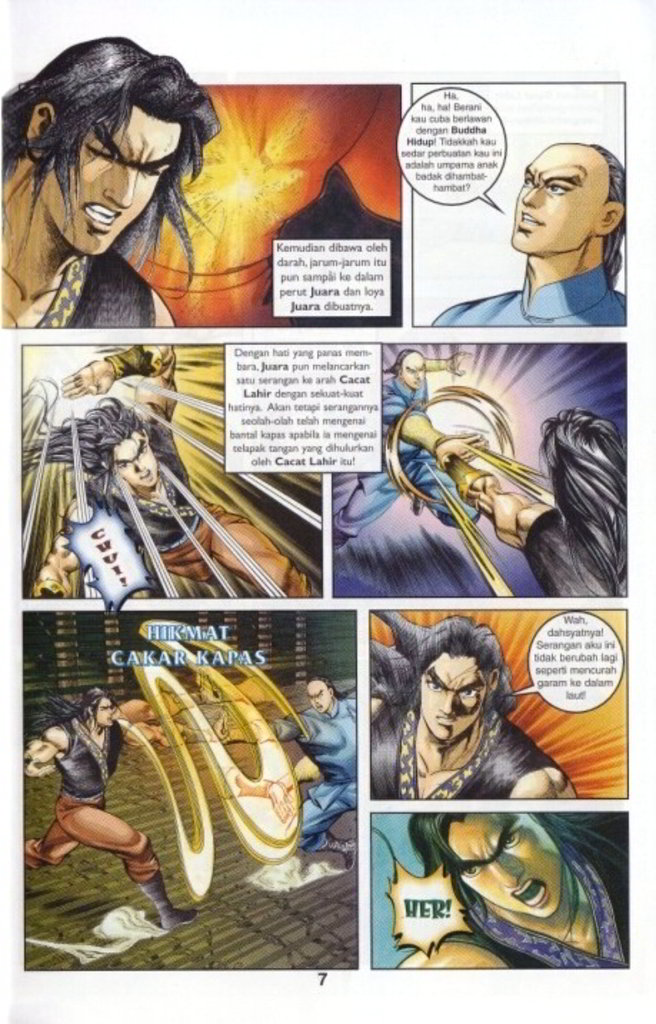 Kemudian dibawa oleh
darah, jarum-jarum itu
pun sampai ke dalam
perut Juara dan loya
Juara dibuatnya.
Ha,
ha, ha! Berani
kau cuba berlawan
dengan Buddha
Hidup! Tidakkah kau
sedar perbuatan kau ini
adalah umpama anak
badak dihambat-
hambat?
Dengan hati yang panas mem-
bara, Juara pun melancarkan
satu serangan ke arah Cacat
Lahir dengan sekuat-kuat
hatinya. Akan tetapi serangannya
seolah-olah telah mengenai
bantal kapas apabila ia mengenai
telapak tangan yang dihulurkan
oleh Cacat Lahir itu!
HIKMAT
CAKAR KAPAS
Wah,
dahsyatnya!
Serangan aku ini
tidak berubah lagi
seperti merendahkan
garam ke dalam
laut!
HER!
7